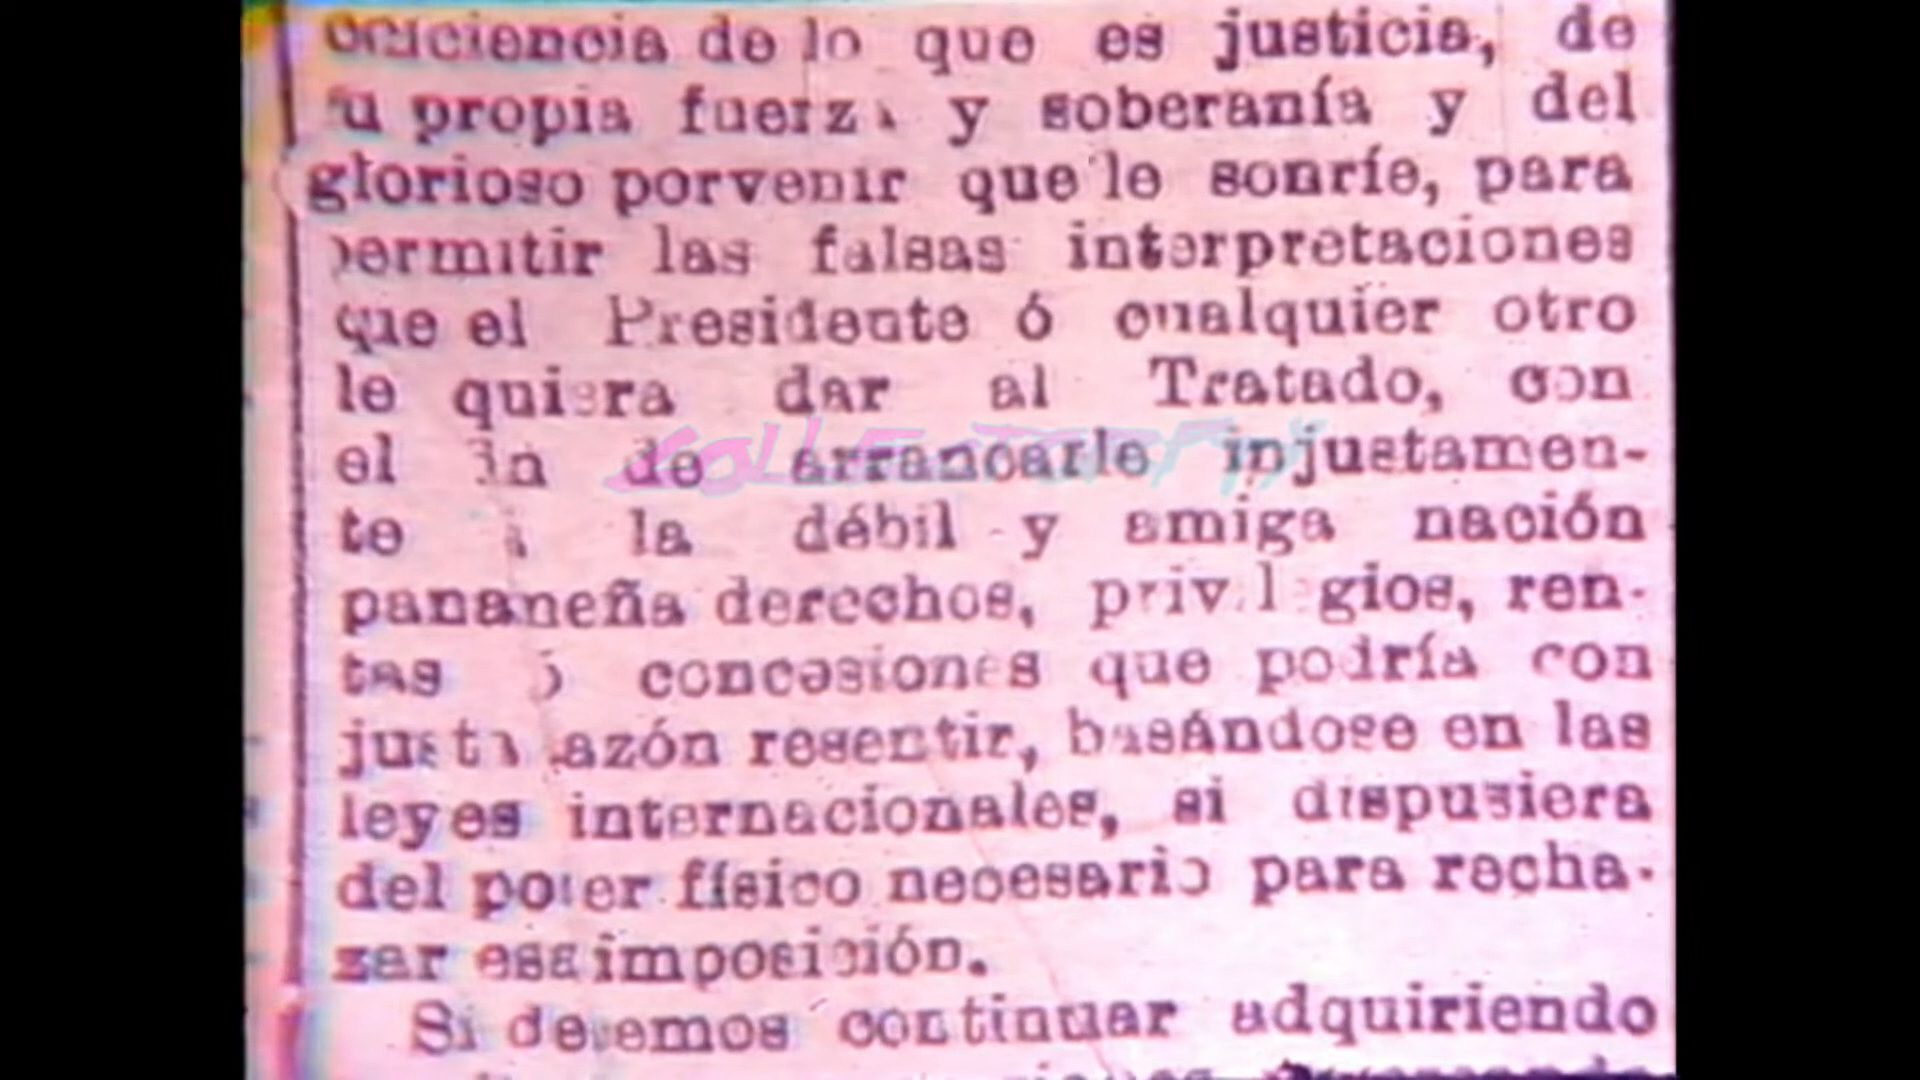 conciencia de lo que es justicia, de
su propia fuerza y soberanía y del
glorioso porvenir que le sonríe, para
permitir las falsas interpretaciones
que el Presidente ó cualquier otro
le quiera dar al Tratado, con
el fin de arrancarle injustamen-
te á la débil y amiga nación
panameña derechos, privilegios, ren-
tas ó concesiones que podría con
justa razón resentir, basándose en las
leyes internacionales, si dispusiera
del poder físico necesario para recha-
zar esa imposición.
Si debemos continuar adquiriendo